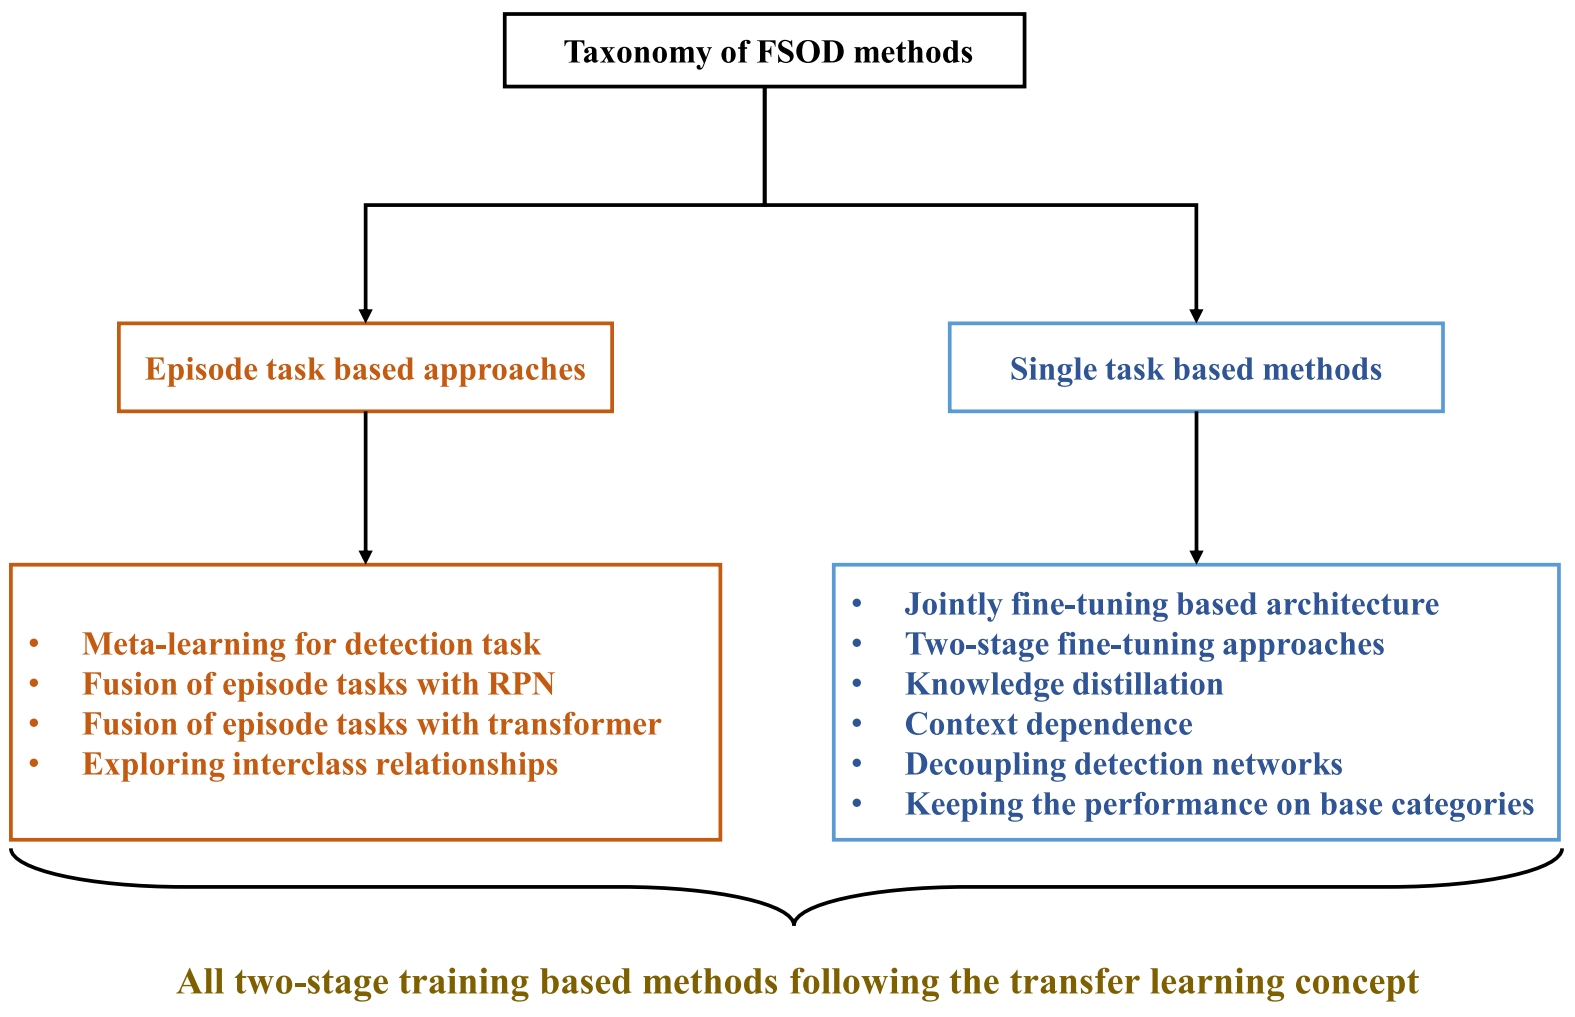 Taxonomy of FSOD methods
Episode task based approaches
Single task based methods
• Meta-learning for detection task
• Fusion of episode tasks with RPN
• Fusion of episode tasks with transformer
• Exploring interclass relationships
• Jointly fine-tuning based architecture
• Two-stage fine-tuning approaches
• Knowledge distillation
• Context dependence
• Decoupling detection networks
• Keeping the performance on base categories
All two-stage training based methods following the transfer learning concept